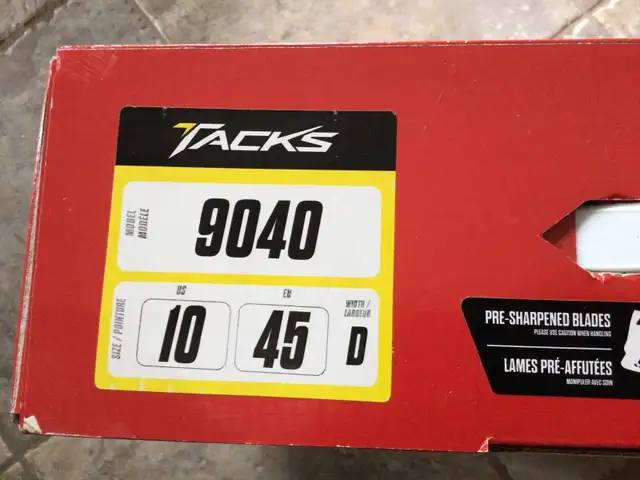 TACKS
MODEL
MODÈLE
9040
SIZE / POINTURE
US
10
EU
45
WIDTH /
LARGEUR
D
PRE-SHARPENED BLADES
PLEASE USE CAUTION WHEN HANDLING
LAMES PRÉ-AFFUTÉES
MANIPULER AVEC SOIN